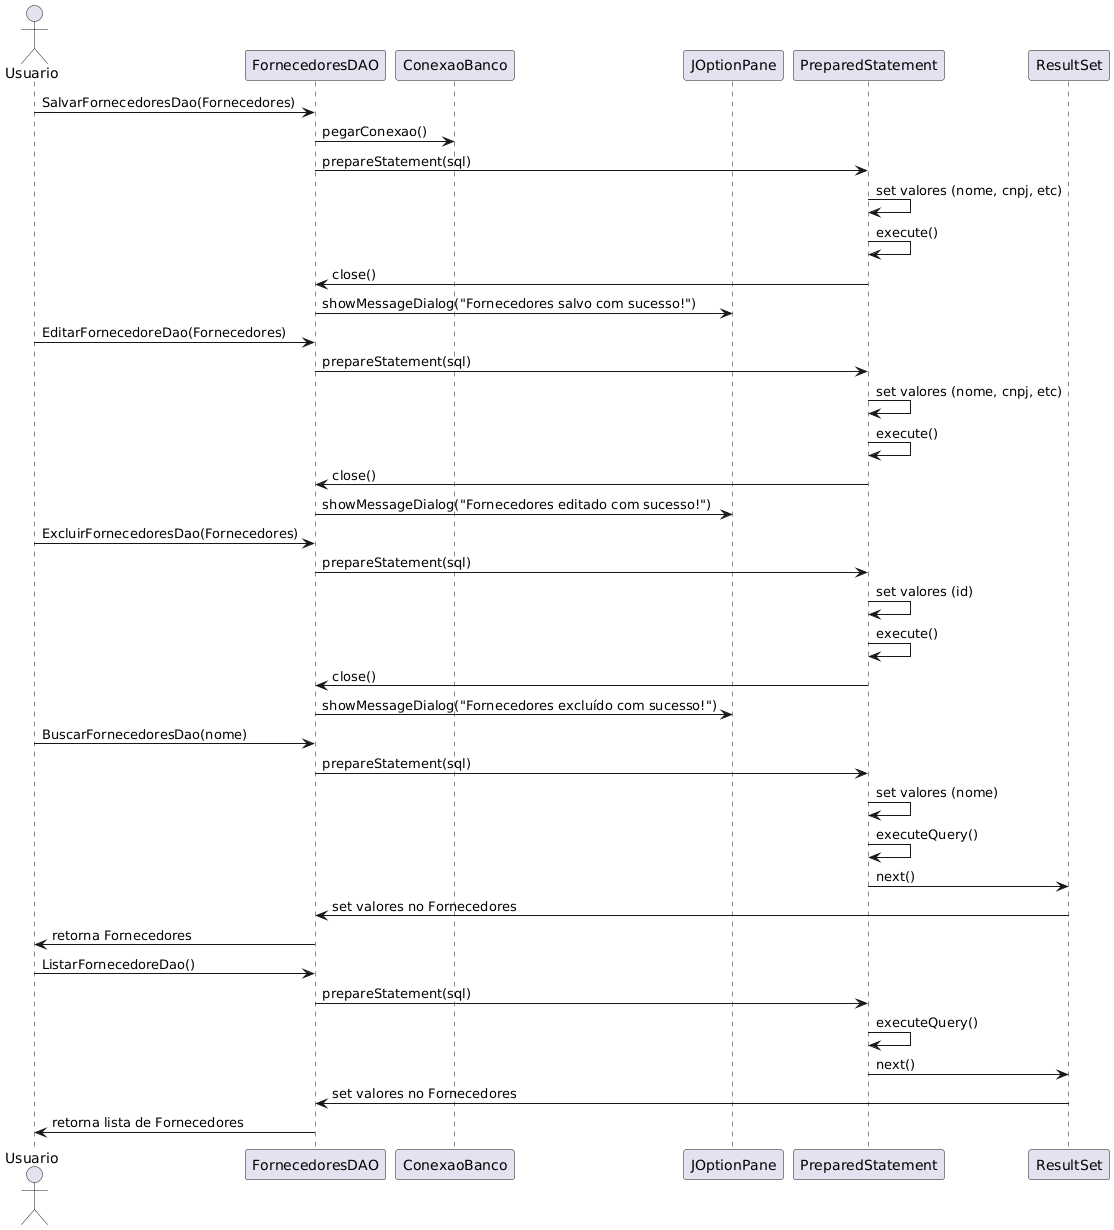 Usuario
FornecedoresDAO
ConexaoBanco
JOptionPane
PreparedStatement
ResultSet
SalvarFornecedoresDao(Fornecedores)
pegarConexao()
prepareStatement(sql)
set valores (nome, cnpj, etc)
execute()
close()
showMessageDialog("Fornecedores salvo com sucesso!")
EditarFornecedoreDao(Fornecedores)
prepareStatement(sql)
set valores (nome, cnpj, etc)
execute()
close()
showMessageDialog("Fornecedores editado com sucesso!")
ExcluirFornecedoresDao(Fornecedores)
prepareStatement(sql)
set valores (id)
execute()
close()
showMessageDialog("Fornecedores excluído com sucesso!")
BuscarFornecedoresDao(nome)
prepareStatement(sql)
set valores (nome)
executeQuery()
next()
set valores no Fornecedores
retorna Fornecedores
ListarFornecedoreDao()
prepareStatement(sql)
executeQuery()
next()
set valores no Fornecedores
retorna lista de Fornecedores
Usuario
FornecedoresDAO
ConexaoBanco
JOptionPane
PreparedStatement
ResultSet